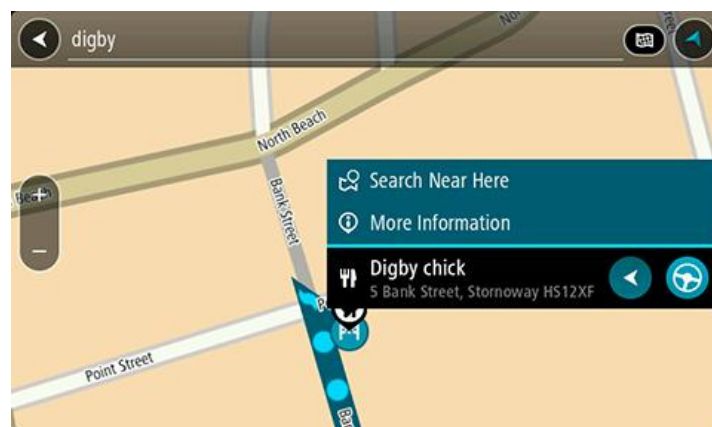 digby
North Beach
Bank Street
Search Near Here
More Information
Digby chick
5 Bank Street, Stornoway HS12XF
Point Street